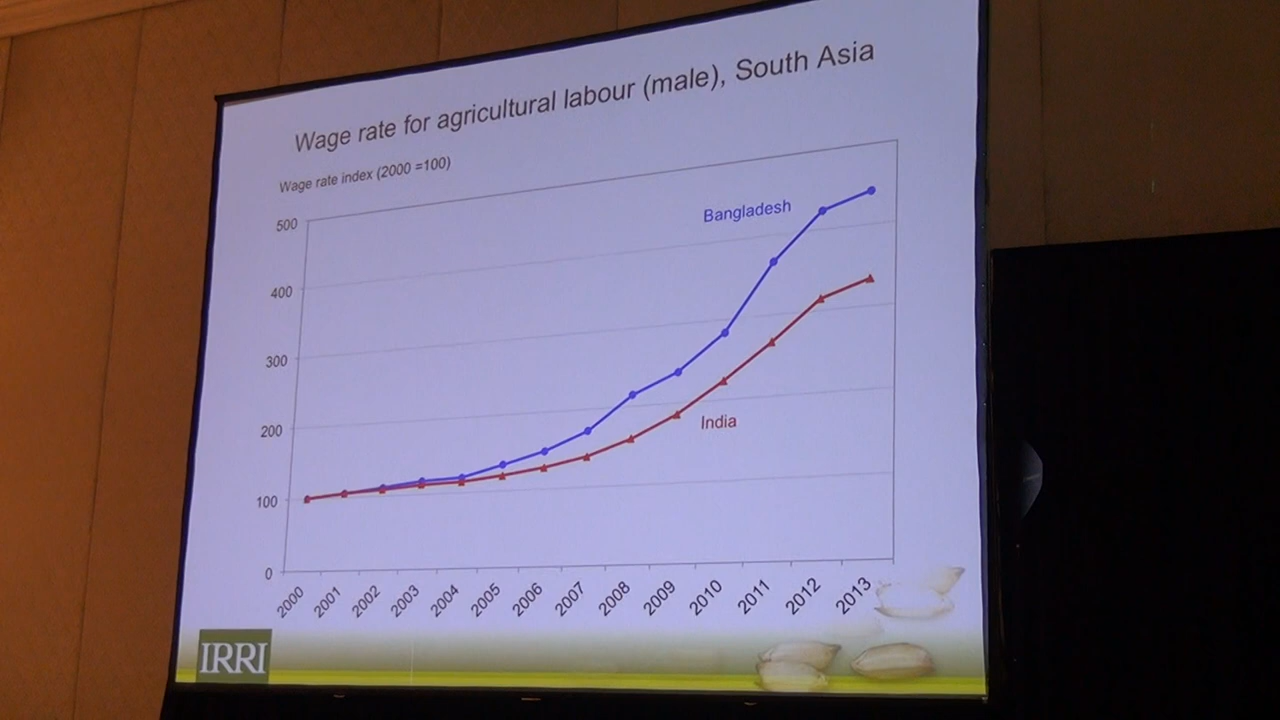 Wage rate for agricultural labour (male), South Asia
Wage rate index (2000 =100)
500
400
300
200
100
0
Bangladesh
India
2000 2001 2002 2003 2004 2005 2006 2007 2008 2009 2010 2011 2012 2013
IRRI